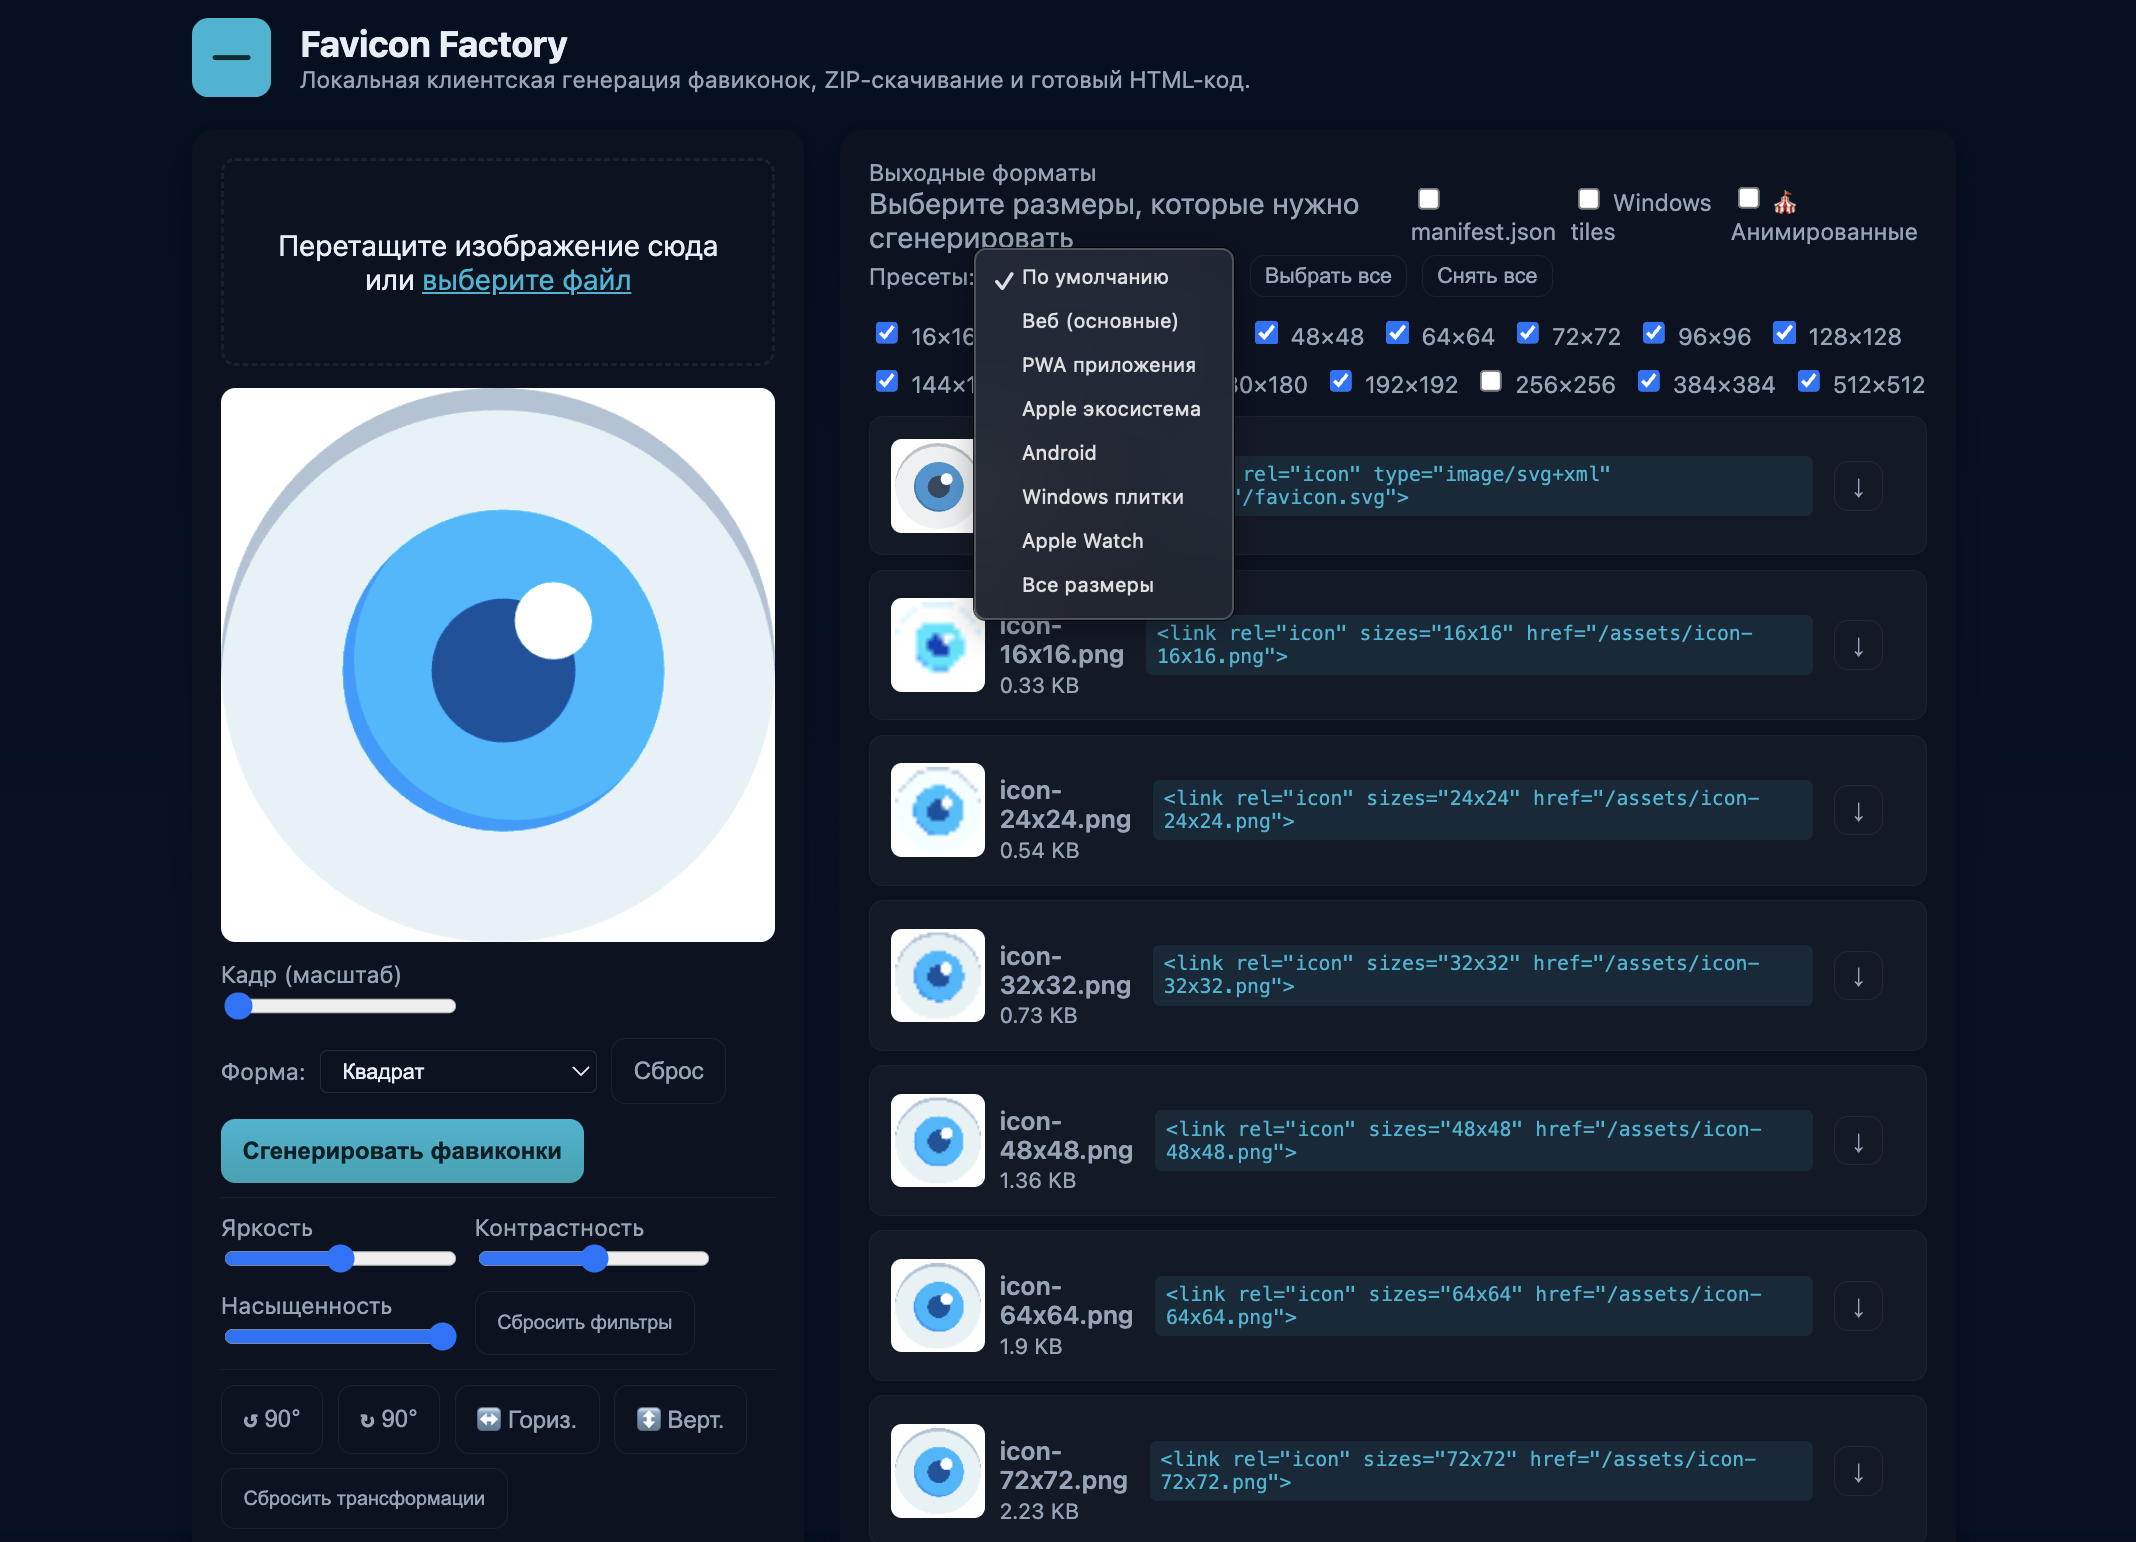 Favicon Factory
Локальная клиентская генерация фавиконок, ZIP-скачивание и готовый HTML-код.
Перетащите изображение сюда
или выберите файл
Кадр (масштаб)
Форма: Квадрат Сброс
Сгенерировать фавиконки
Яркость Контрастность
Насыщенность Сбросить фильтры
↺ 90° ↻ 90° ↔ Гориз. ↕ Верт.
Сбросить трансформации
Выходные форматы
Выберите размеры, которые нужно
сгенерировать
manifest.json
Windows
tiles
🎪
Анимированные
Пресеты:
✓ По умолчанию
Веб (основные)
PWA приложения
Apple экосистема
Android
Windows плитки
Apple Watch
Все размеры
Выбрать все Снять все
16×16 48×48 64×64 72×72 96×96 128×128
192×192 256×256 384×384 512×512
rel="icon" type="image/svg+xml"
"/favicon.svg">
↓
icon-
16x16.png
0.33 KB
<link rel="icon" sizes="16x16" href="/assets/icon-
16x16.png">
↓
icon-
24x24.png
0.54 KB
<link rel="icon" sizes="24x24" href="/assets/icon-
24x24.png">
↓
icon-
32x32.png
0.73 KB
<link rel="icon" sizes="32x32" href="/assets/icon-
32x32.png">
↓
icon-
48x48.png
1.36 KB
<link rel="icon" sizes="48x48" href="/assets/icon-
48x48.png">
↓
icon-
64x64.png
1.9 KB
<link rel="icon" sizes="64x64" href="/assets/icon-
64x64.png">
↓
icon-
72x72.png
2.23 KB
<link rel="icon" sizes="72x72" href="/assets/icon-
72x72.png">
↓